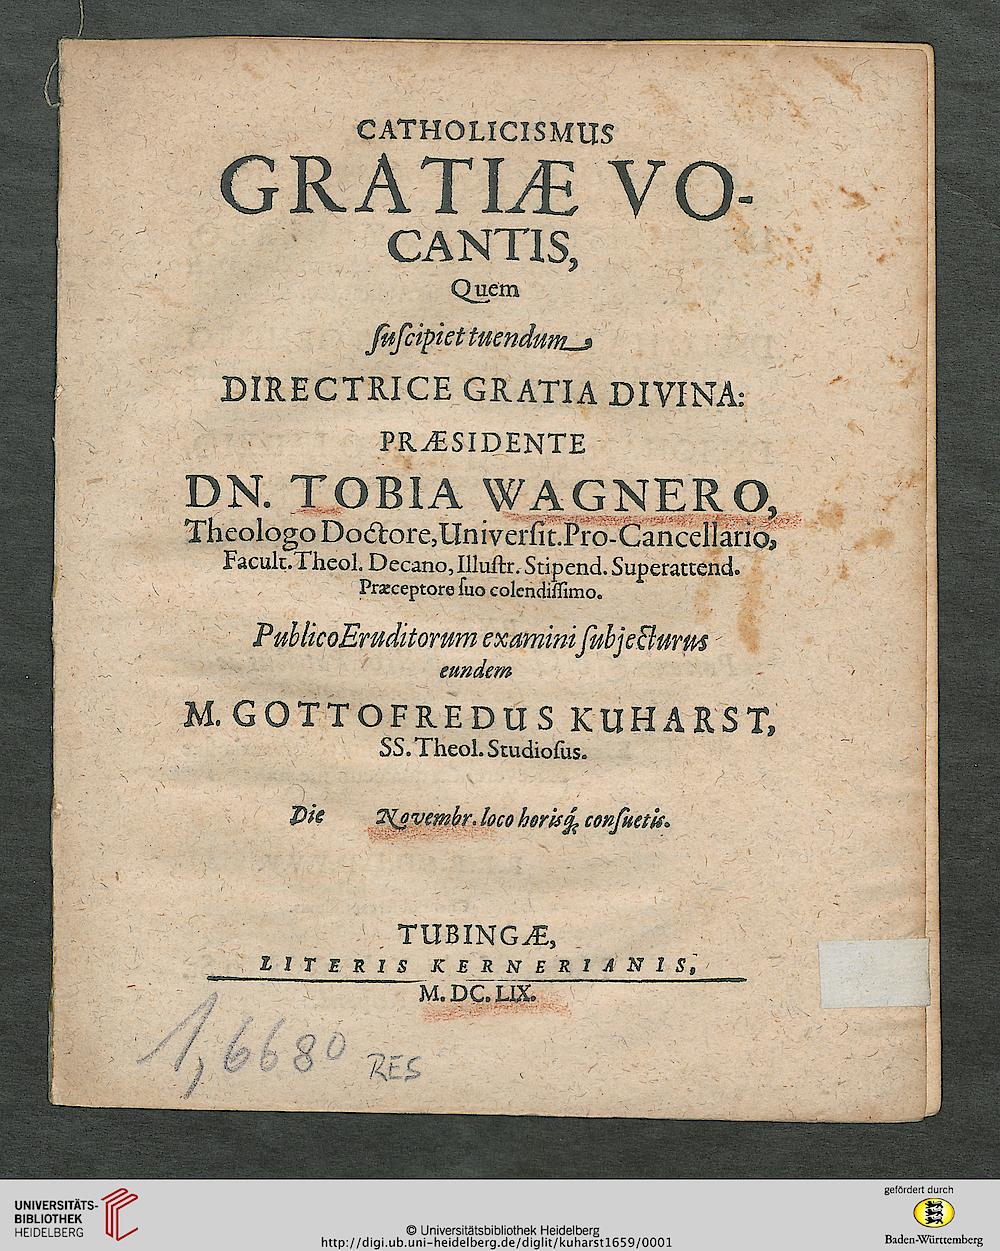 CATHOLICISMUS
GRATIÆ VO-
CANTIS,
Quem
ſuſcipiet tuendum,
DIRECTRICE GRATIA DIVINA:
PRÆSIDENTE
DN. TOBIA WAGNERO,
Theologo Doctore, Univerſit. Pro-Cancellario,
Facult. Theol. Decano, Illuſtr. Stipend. Superattend.
Præceptore ſuo colendiſſimo.
Publico Eruditorum examini ſubjecturus
eundem
M. GOTTOFREDUS KUHARST,
SS. Theol. Studioſus.
Die Novembr. loco horisq́; conſuetis.
TUBINGÆ,
LITERIS KERNERIANIS,
M. DC. LIX.
1,6680 RES
UNIVERSITÄTS-
BIBLIOTHEK
HEIDELBERG
© Universitätsbibliothek Heidelberg
http://digi.ub.uni-heidelberg.de/diglit/kuharst1659/0001
gefördert durch
Baden-Württemberg